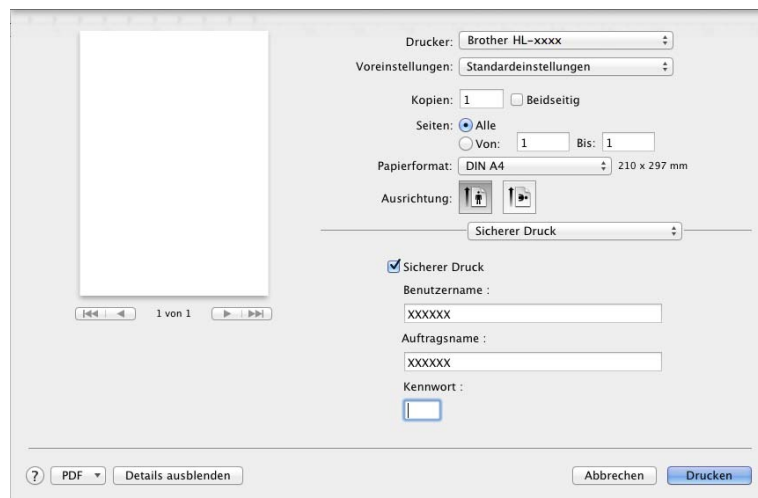 Drucker: Brother HL-xxxx
Voreinstellungen: Standardeinstellungen
Kopien: 1 Beidseitig
Seiten: Alle
Von: 1 Bis: 1
Papierformat: DIN A4 210 x 297 mm
Ausrichtung:
Sicherer Druck
Sicherer Druck
Benutzername :
XXXXXX
1 von 1
Auftragsname :
XXXXXX
Kennwort :
? PDF Details ausblenden Abbrechen Drucken